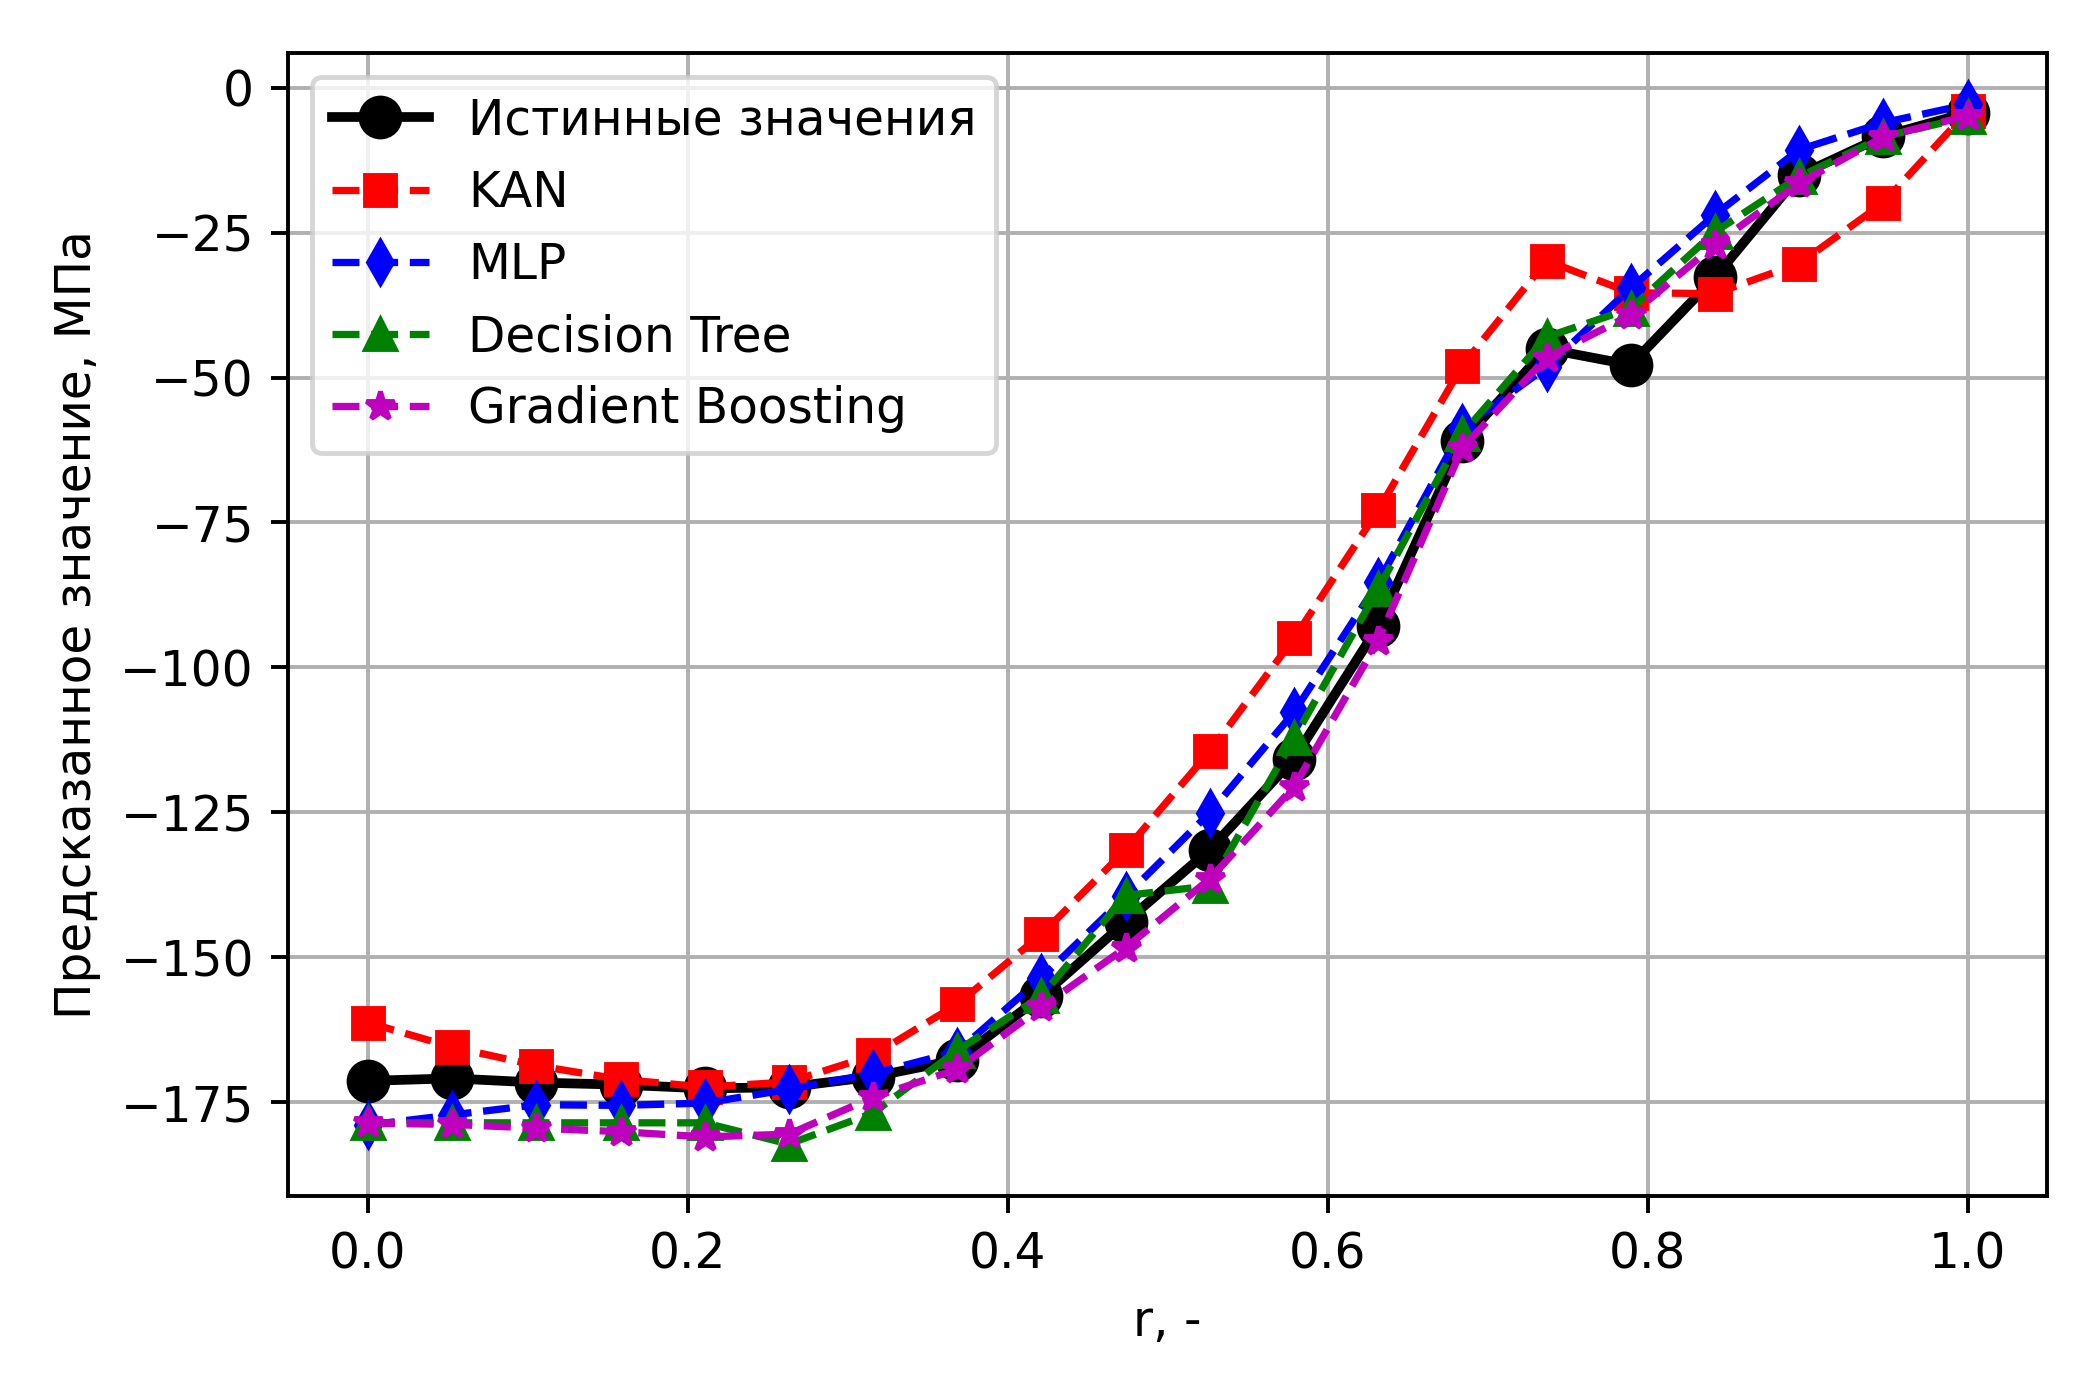 Предсказанное значение, МПа
0
−25
−50
−75
−100
−125
−150
−175
Истинные значения
KAN
MLP
Decision Tree
Gradient Boosting
0.0 0.2 0.4 0.6 0.8 1.0
r, -